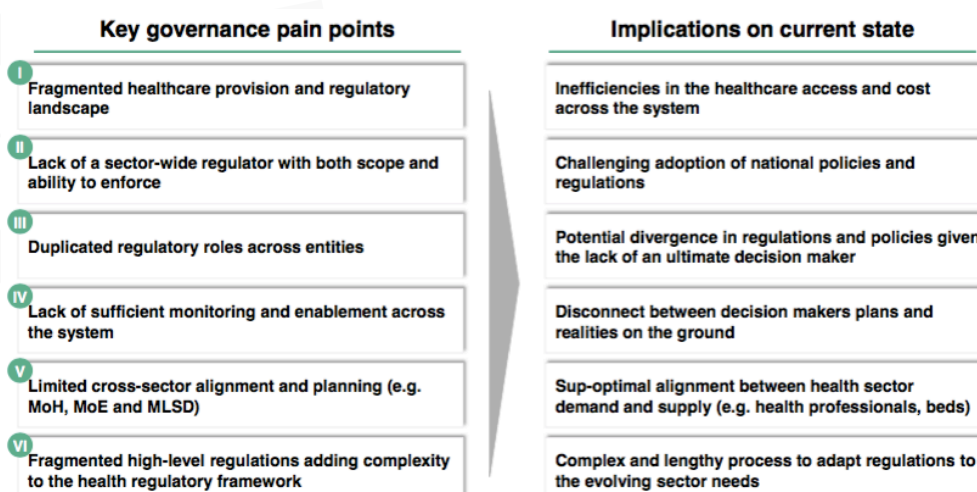 Key governance pain points
Implications on current state
I
Fragmented healthcare provision and regulatory
landscape
Inefficiencies in the healthcare access and cost
across the system
II
Lack of a sector-wide regulator with both scope and
ability to enforce
Challenging adoption of national policies and
regulations
III
Duplicated regulatory roles across entities
Potential divergence in regulations and policies given
the lack of an ultimate decision maker
IV
Lack of sufficient monitoring and enablement across
the system
Disconnect between decision makers plans and
realities on the ground
V
Limited cross-sector alignment and planning (e.g.
MoH, MoE and MLSD)
Sup-optimal alignment between health sector
demand and supply (e.g. health professionals, beds)
VI
Fragmented high-level regulations adding complexity
to the health regulatory framework
Complex and lengthy process to adapt regulations to
the evolving sector needs